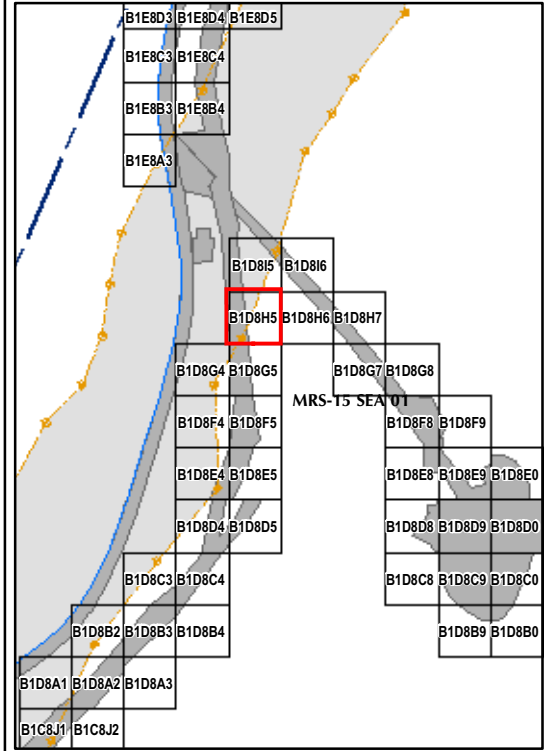 B1E8D3 B1E8D4 B1E8D5
B1E8C3 B1E8C4
B1E8B3 B1E8B4
B1E8A3
B1D8I5 B1D8I6
B1D8H5 B1D8H6 B1D8H7
B1D8G4 B1D8G5 B1D8G7 B1D8G8
MRS-15 SEA 01
B1D8F4 B1D8F5 B1D8F8 B1D8F9
B1D8E4 B1D8E5 B1D8E8 B1D8E9 B1D8E0
B1D8D4 B1D8D5 B1D8D8 B1D8D9 B1D8D0
B1D8C3 B1D8C4 B1D8C8 B1D8C9 B1D8C0
B1D8B2 B1D8B3 B1D8B4 B1D8B9 B1D8B0
B1D8A1 B1D8A2 B1D8A3
B1C8J1 B1C8J2